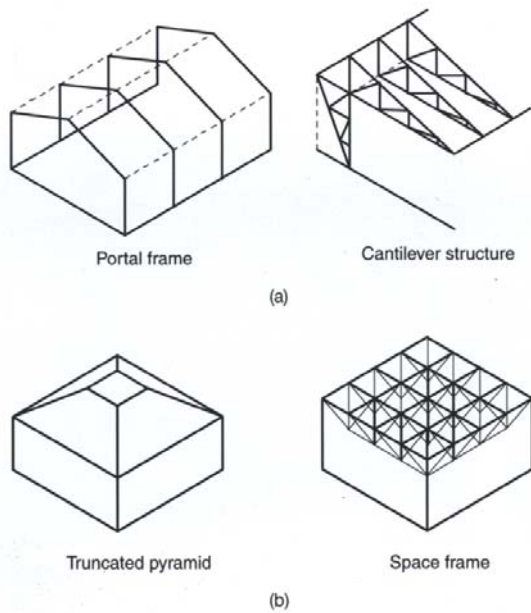 Portal frame
Cantilever structure
(a)
Truncated pyramid
Space frame
(b)